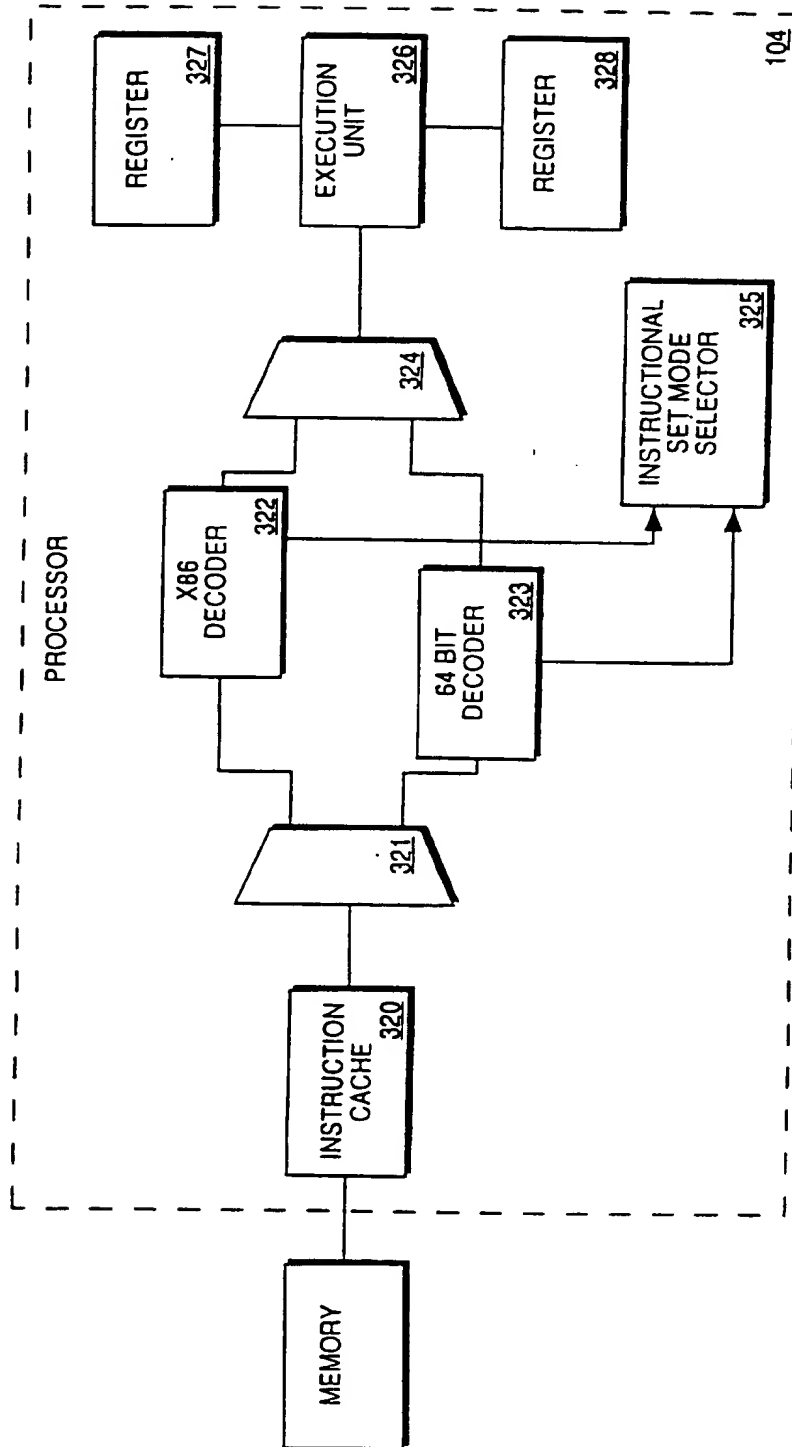 PROCESSOR
MEMORY
INSTRUCTION
CACHE
320
321
X86
DECODER
322
64 BIT
DECODER
323
324
INSTRUCTIONAL
SET MODE
SELECTOR
325
REGISTER
327
EXECUTION
UNIT
326
REGISTER
328
104